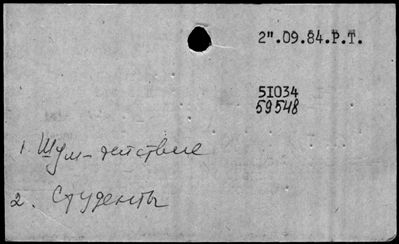 2".09.84.Р.Т.
51034
59548
1 Шум - действие
2. Студенты